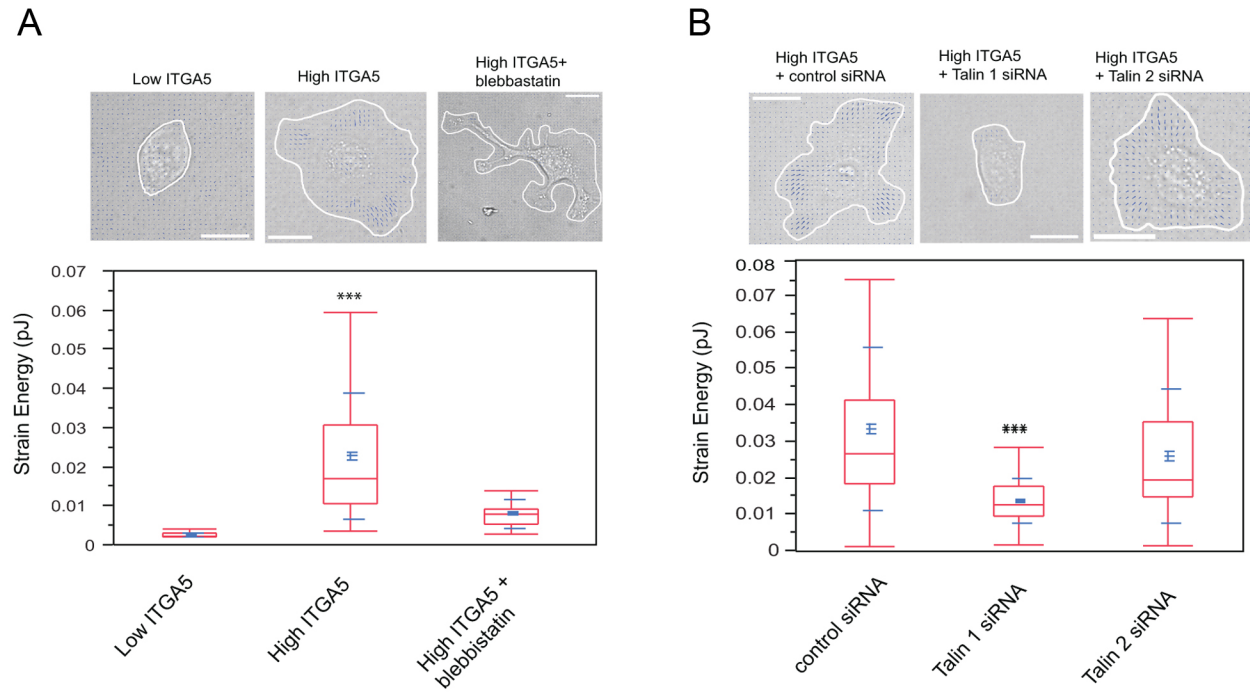 A
B
Low ITGA5
High ITGA5
High ITGA5+
blebbastatin
High ITGA5
+ control siRNA
High ITGA5
+ Talin 1 siRNA
High ITGA5
+ Talin 2 siRNA
Strain Energy (pJ)
0.07
0.06
0.05
0.04
0.03
0.02
0.01
0
***
Low ITGA5
High ITGA5
High ITGA5 +
blebbistatin
Strain Energy (pJ)
0.08
0.07
0.06
0.05
0.04
0.03
0.02
0.01
0
***
control siRNA
Talin 1 siRNA
Talin 2 siRNA